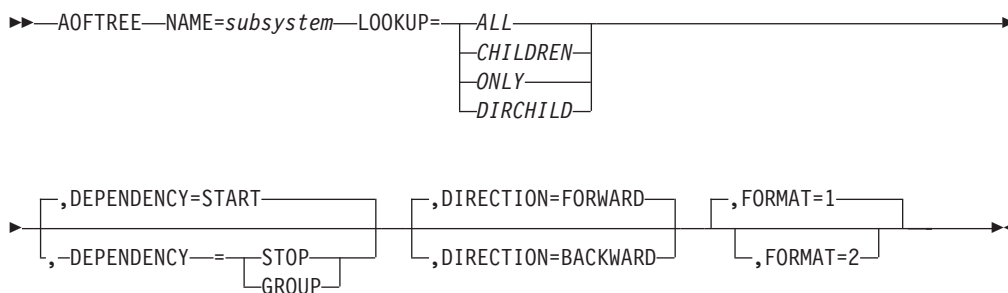 AOFTREE NAME=subsystem LOOKUP= ALL
CHILDREN
ONLY
DIRCHILD
,DEPENDENCY=START ,DIRECTION=FORWARD ,FORMAT=1
, DEPENDENCY = STOP ,DIRECTION=BACKWARD ,FORMAT=2
GROUP